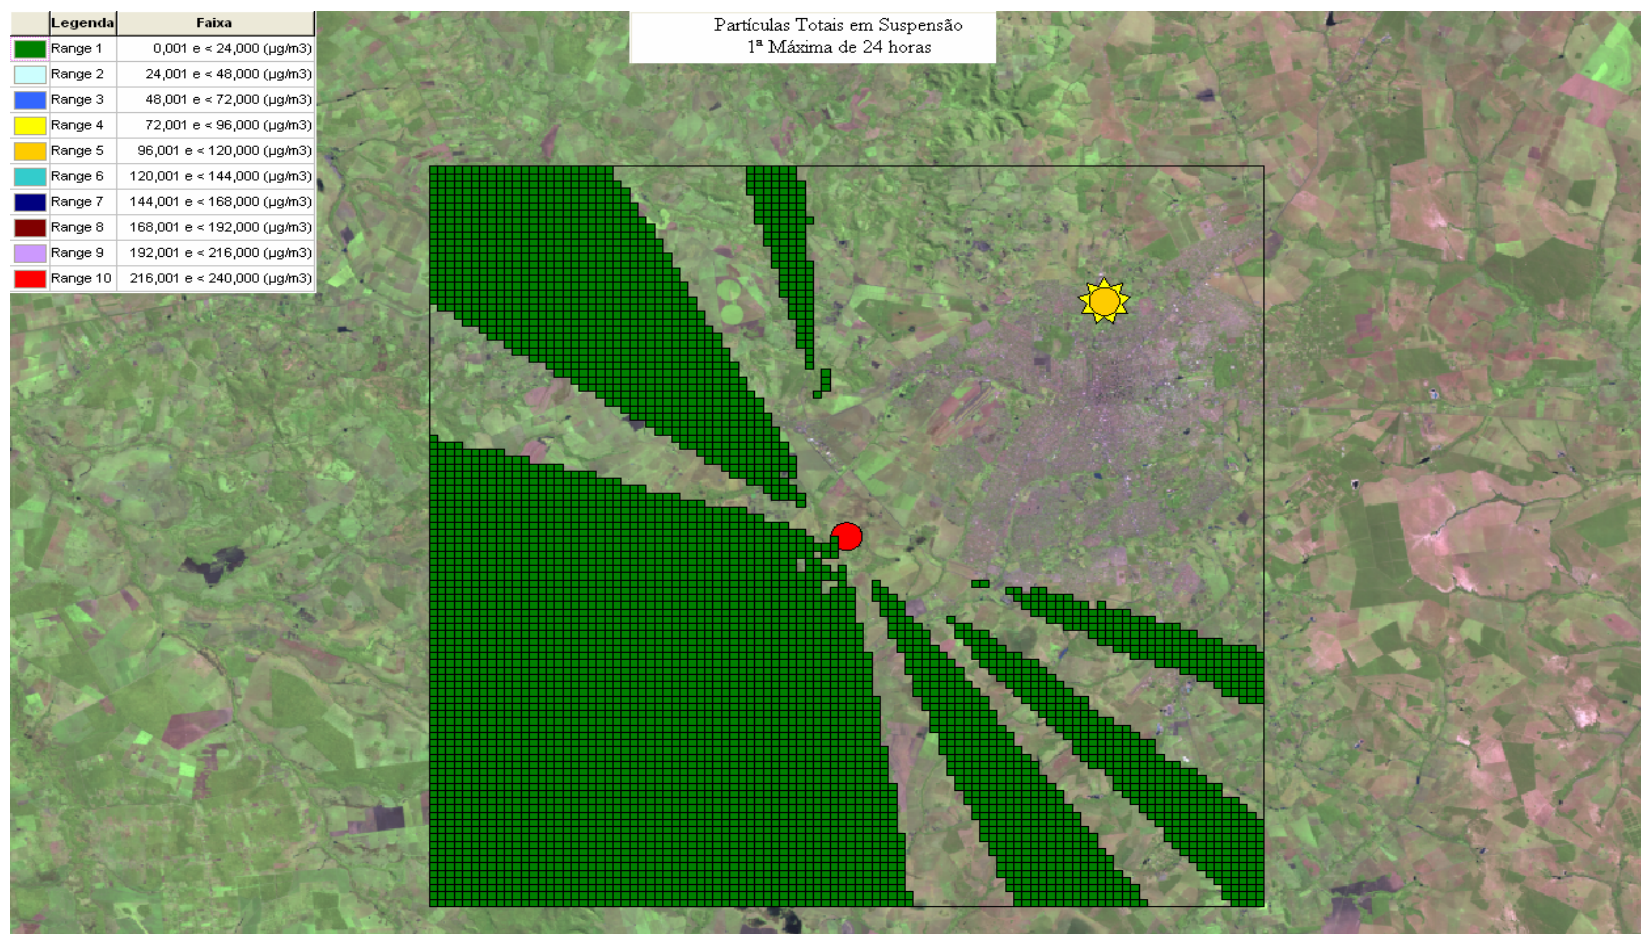 Legenda Faixa
Range 1 0,001 e < 24,000 (µg/m3)
Range 2 24,001 e < 48,000 (µg/m3)
Range 3 48,001 e < 72,000 (µg/m3)
Range 4 72,001 e < 96,000 (µg/m3)
Range 5 96,001 e < 120,000 (µg/m3)
Range 6 120,001 e < 144,000 (µg/m3)
Range 7 144,001 e < 168,000 (µg/m3)
Range 8 168,001 e < 192,000 (µg/m3)
Range 9 192,001 e < 216,000 (µg/m3)
Range 10 216,001 e < 240,000 (µg/m3)
Partículas Totais em Suspensão
1ª Máxima de 24 horas